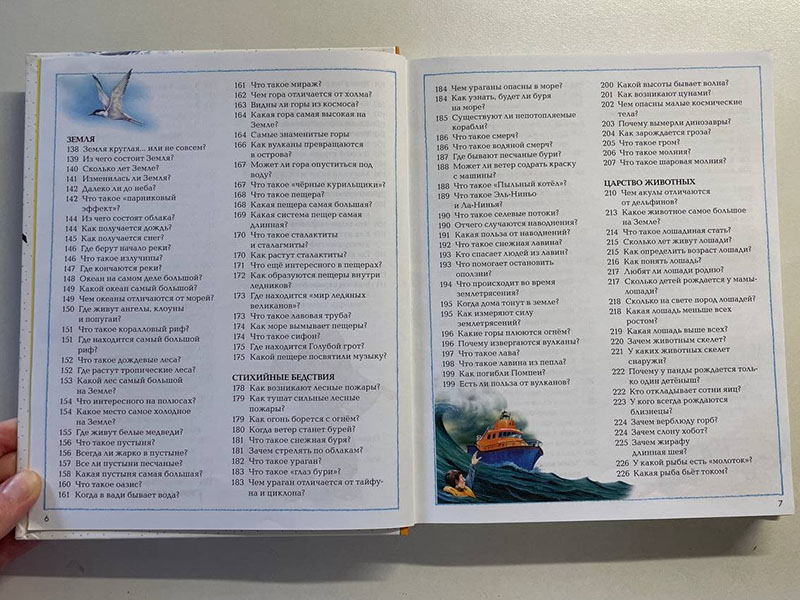 ЗЕМЛЯ
138 Земля круглая... или не совсем?
139 Из чего состоит Земля?
140 Сколько лет Земле?
141 Изменилась ли Земля?
142 Далеко ли до неба?
142 Что такое «парниковый
эффект»?
144 Из чего состоят облака?
144 Как получается дождь?
145 Как получается снег?
146 Где берут начало реки?
146 Что такое излучины?
147 Где кончаются реки?
148 Океан на самом деле большой?
149 Какой океан самый большой?
149 Чем океаны отличаются от морей?
150 Где живут ангелы, клоуны
и попугаи?
151 Что такое коралловый риф?
151 Где находится самый большой
риф?
152 Что такое дождевые леса?
152 Где растут тропические леса?
153 Какой лес самый большой
на Земле?
154 Что интересного на полюсах?
154 Какое место самое холодное
на Земле?
155 Где живут белые медведи?
156 Что такое пустыня?
156 Всегда ли жарко в пустыне?
157 Все ли пустыни песчаные?
158 Какая пустыня самая большая?
160 Что такое оазис?
161 Когда в вади бывает вода?
161 Что такое мираж?
162 Чем гора отличается от холма?
163 Видны ли горы из космоса?
164 Какая гора самая высокая на
Земле?
164 Самые знаменитые горы
166 Как вулканы превращаются
в острова?
167 Может ли гора опуститься под
воду?
167 Что такое «чёрные курильщики»?
168 Что такое пещера?
168 Какая пещера самая большая?
169 Какая система пещер самая
длинная?
170 Что такое сталактиты
и сталагмиты?
170 Как растут сталактиты?
171 Что ещё интересного в пещерах?
172 Как образуются пещеры внутри
ледников?
173 Где находится «мир ледяных
великанов»?
173 Что такое лавовая труба?
174 Как море вымывает пещеры?
174 Что такое сифон?
175 Где находится Голубой грот?
175 Какой пещере посвятили музыку?
СТИХИЙНЫЕ БЕДСТВИЯ
178 Как возникают лесные пожары?
179 Как тушат сильные лесные
пожары?
179 Как огонь борется с огнём?
180 Когда ветер станет бурей?
181 Что такое снежная буря?
181 Зачем стрелять по облакам?
182 Что такое ураган?
183 Что такое «глаз бури»?
183 Чем ураган отличается от тайфу-
на и циклона?
6
184 Чем ураганы опасны в море?
184 Как узнать, будет ли буря
на море?
185 Существуют ли непотопляемые
корабли?
186 Что такое смерч?
186 Что такое водяной смерч?
187 Где бывают песчаные бури?
188 Может ли ветер содрать краску
с машины?
188 Что такое «Пыльный котёл»?
189 Что такое Эль-Ниньо
и Ла-Нинья?
190 Что такое селевые потоки?
190 Отчего случаются наводнения?
191 Какая польза от наводнений?
192 Что такое снежная лавина?
193 Кто спасает людей из лавин?
193 Что помогает остановить
оползни?
194 Что происходит во время
землетрясения?
195 Когда дома тонут в земле?
195 Как измеряют силу
землетрясений?
196 Какие горы плюются огнём?
196 Почему извергаются вулканы?
197 Что такое лава?
198 Что такое лавина из пепла?
199 Как погибли Помпеи?
199 Есть ли польза от вулканов?
200 Какой высоты бывает волна?
201 Как возникают цунами?
202 Чем опасны малые космические
тела?
203 Почему вымерли динозавры?
204 Как зарождается гроза?
205 Что такое гром?
206 Что такое молния?
207 Что такое шаровая молния?
ЦАРСТВО ЖИВОТНЫХ
210 Чем акулы отличаются
от дельфинов?
213 Какое животное самое большое
на Земле?
214 Что такое лошадиная стать?
215 Сколько лет живут лошади?
215 Как определить возраст лошади?
216 Как понять лошадь?
217 Любят ли лошади родню?
217 Сколько детей рождается у мамы-
лошади?
218 Сколько на свете пород лошадей?
218 Какая лошадь меньше всех
ростом?
219 Какая лошадь выше всех?
220 Зачем животным скелет?
221 У каких животных скелет
снаружи?
222 Почему у панды рождается толь-
ко один детёныш?
222 Кто откладывает сотни яиц?
223 У кого всегда рождаются
близнецы?
224 Зачем верблюду горб?
224 Зачем слону хобот?
225 Зачем жирафу
длинная шея?
226 У какой рыбы есть «молоток»?
226 Какая рыба бьёт током?
7